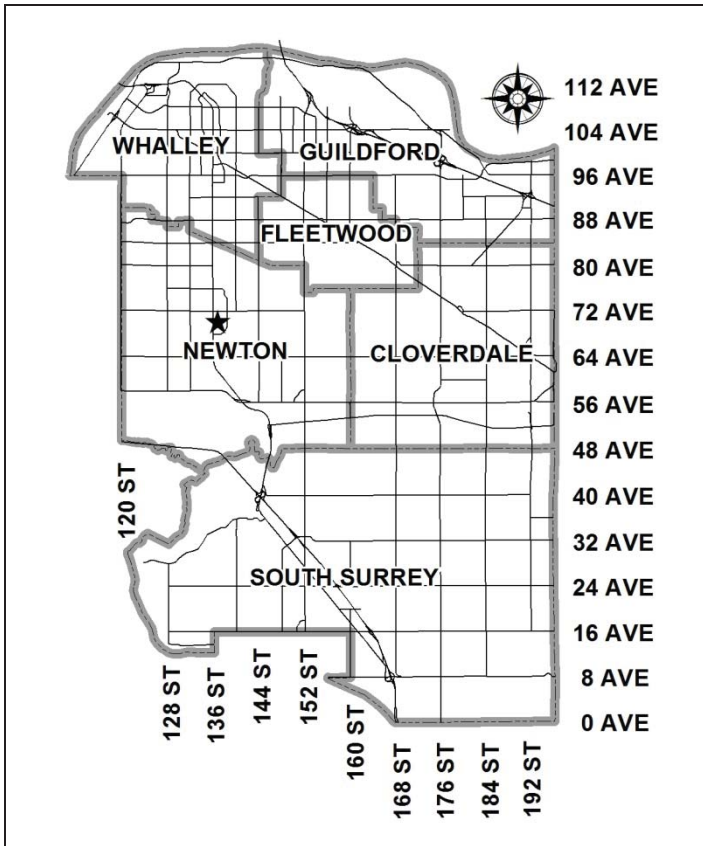 112 AVE
104 AVE
WHALLEY
GUILDFORD
96 AVE
88 AVE
FLEETWOOD
80 AVE
72 AVE
NEWTON
CLOVERDALE
64 AVE
56 AVE
48 AVE
120 ST
40 AVE
32 AVE
SOUTH SURREY
24 AVE
16 AVE
128 ST
136 ST
144 ST
152 ST
8 AVE
160 ST
0 AVE
168 ST
176 ST
184 ST
192 ST